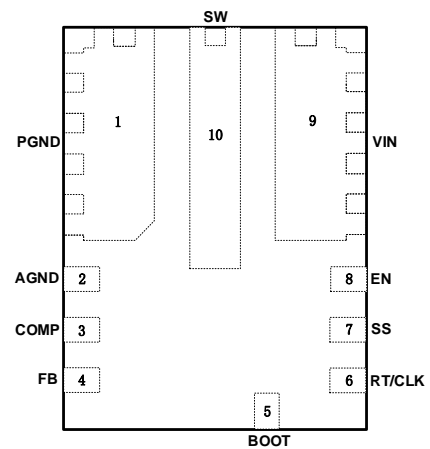 SW
PGND
1
10
9
VIN
AGND
2
8
EN
COMP
3
7
SS
FB
4
5
6
RT/CLK
BOOT